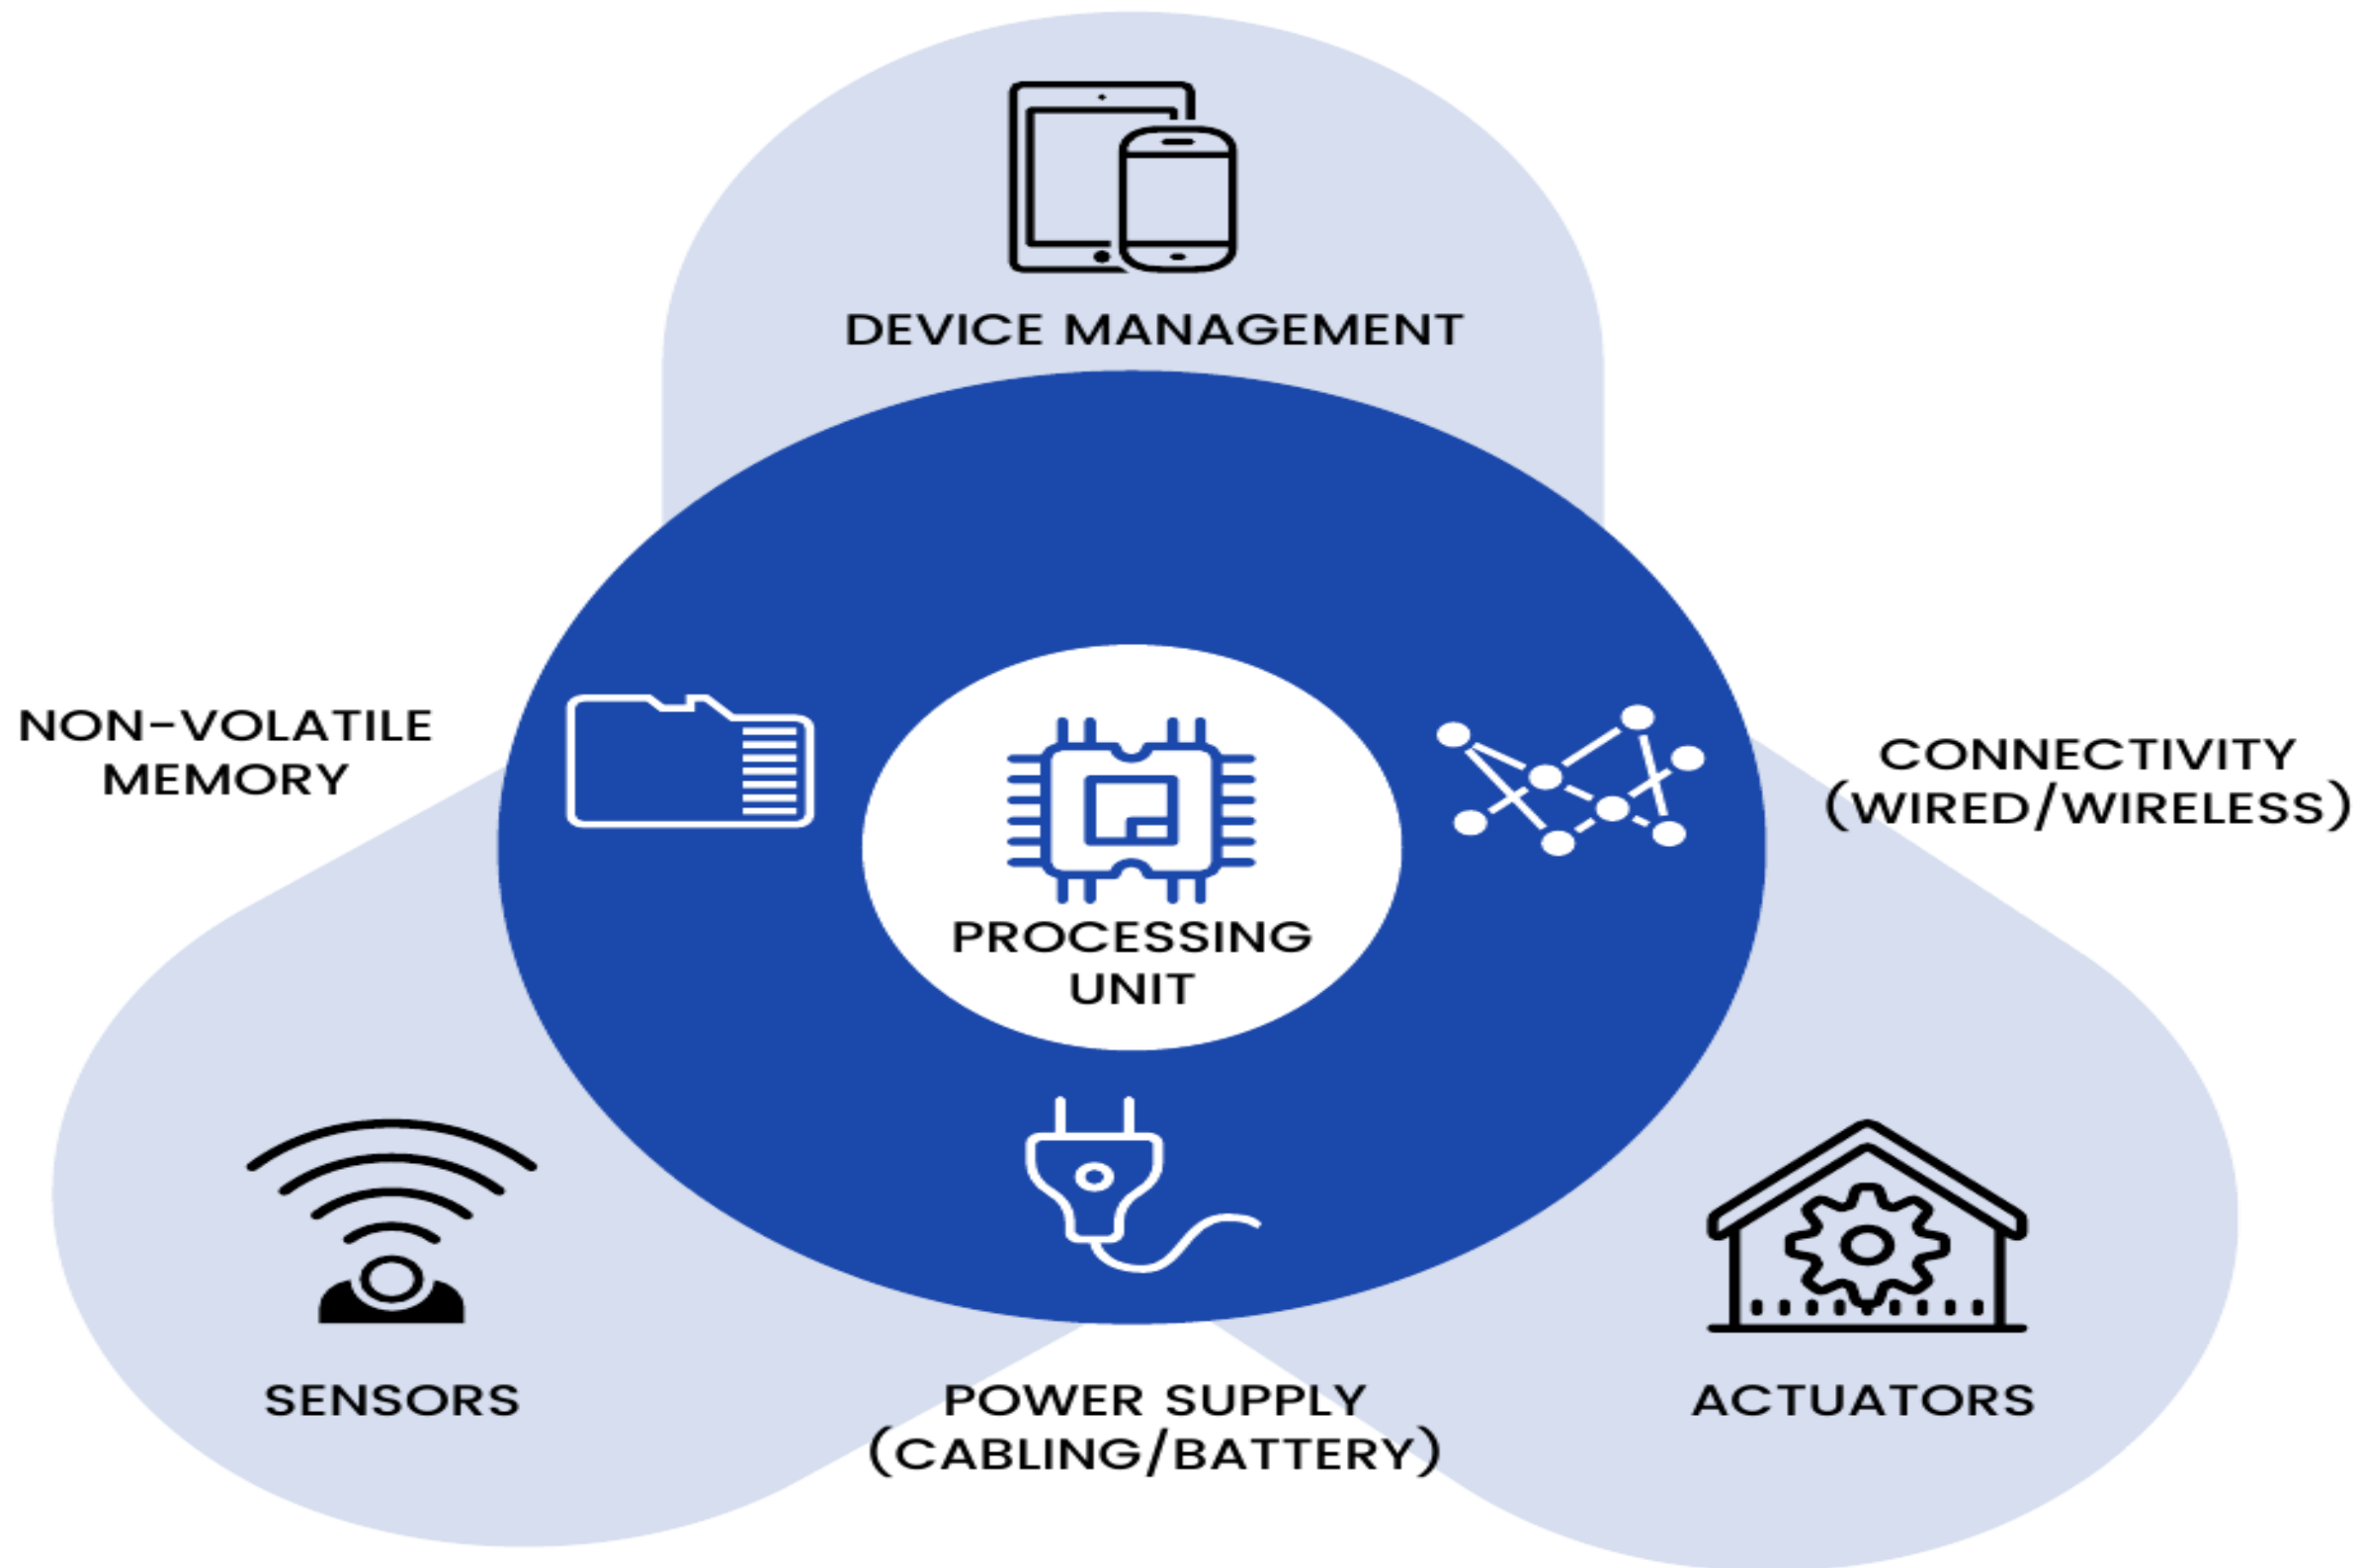 DEVICE MANAGEMENT
NON-VOLATILE
MEMORY
CONNECTIVITY
(WIRED/WIRELESS)
PROCESSING
UNIT
SENSORS
POWER SUPPLY
(CABLING/BATTERY)
ACTUATORS